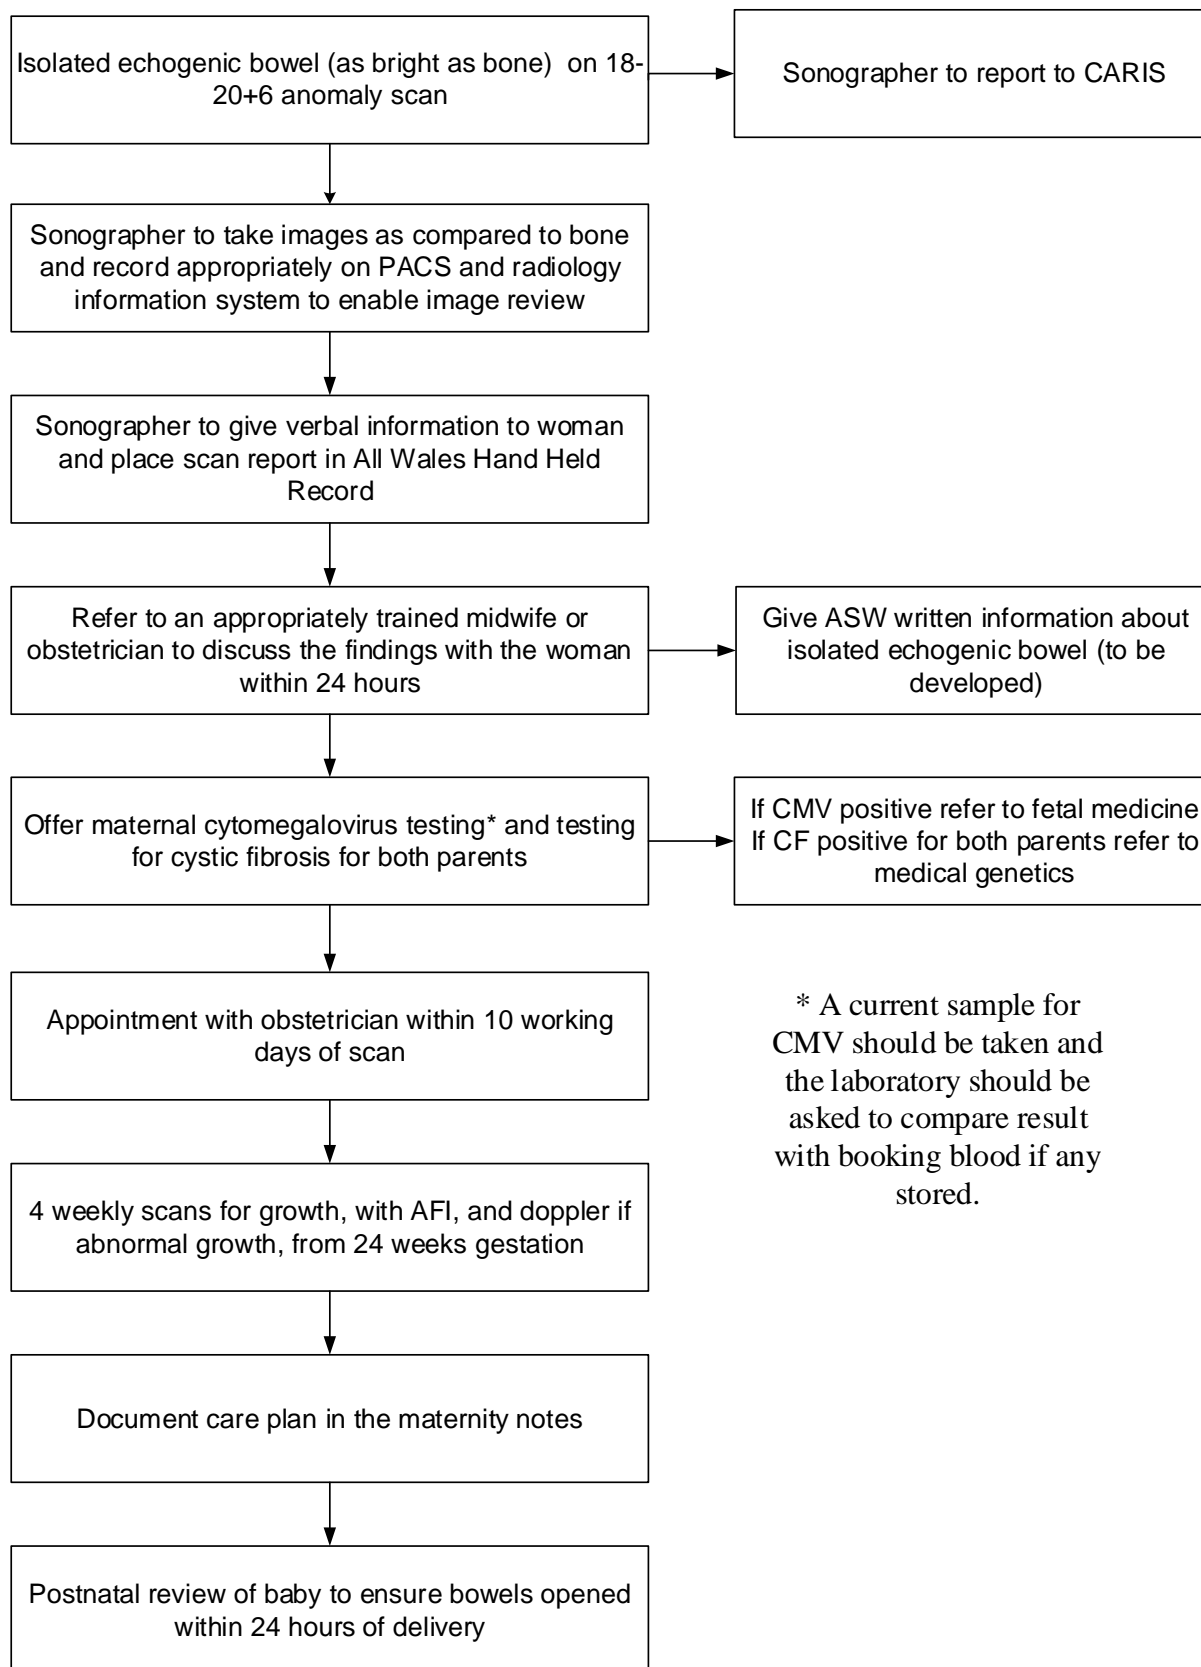 Isolated echogenic bowel (as bright as bone)  on 18-
20+6 anomaly scan
Sonographer to report to CARIS
Sonographer to take images as compared to bone
and record appropriately on PACS and radiology
information system to enable image review
Sonographer to give verbal information to woman
and place scan report in All Wales Hand Held
Record
Refer to an appropriately trained midwife or
obstetrician to discuss the findings with the woman
within 24 hours
Give ASW written information about
isolated echogenic bowel (to be
developed)
Offer maternal cytomegalovirus testing* and testing
for cystic fibrosis for both parents
If CMV positive refer to fetal medicine
If CF positive for both parents refer to
medical genetics
Appointment with obstetrician within 10 working
days of scan
* A current sample for
CMV should be taken and
the laboratory should be
asked to compare result
with booking blood if any
stored.
4 weekly scans for growth, with AFI, and doppler if
abnormal growth, from 24 weeks gestation
Document care plan in the maternity notes
Postnatal review of baby to ensure bowels opened
within 24 hours of delivery